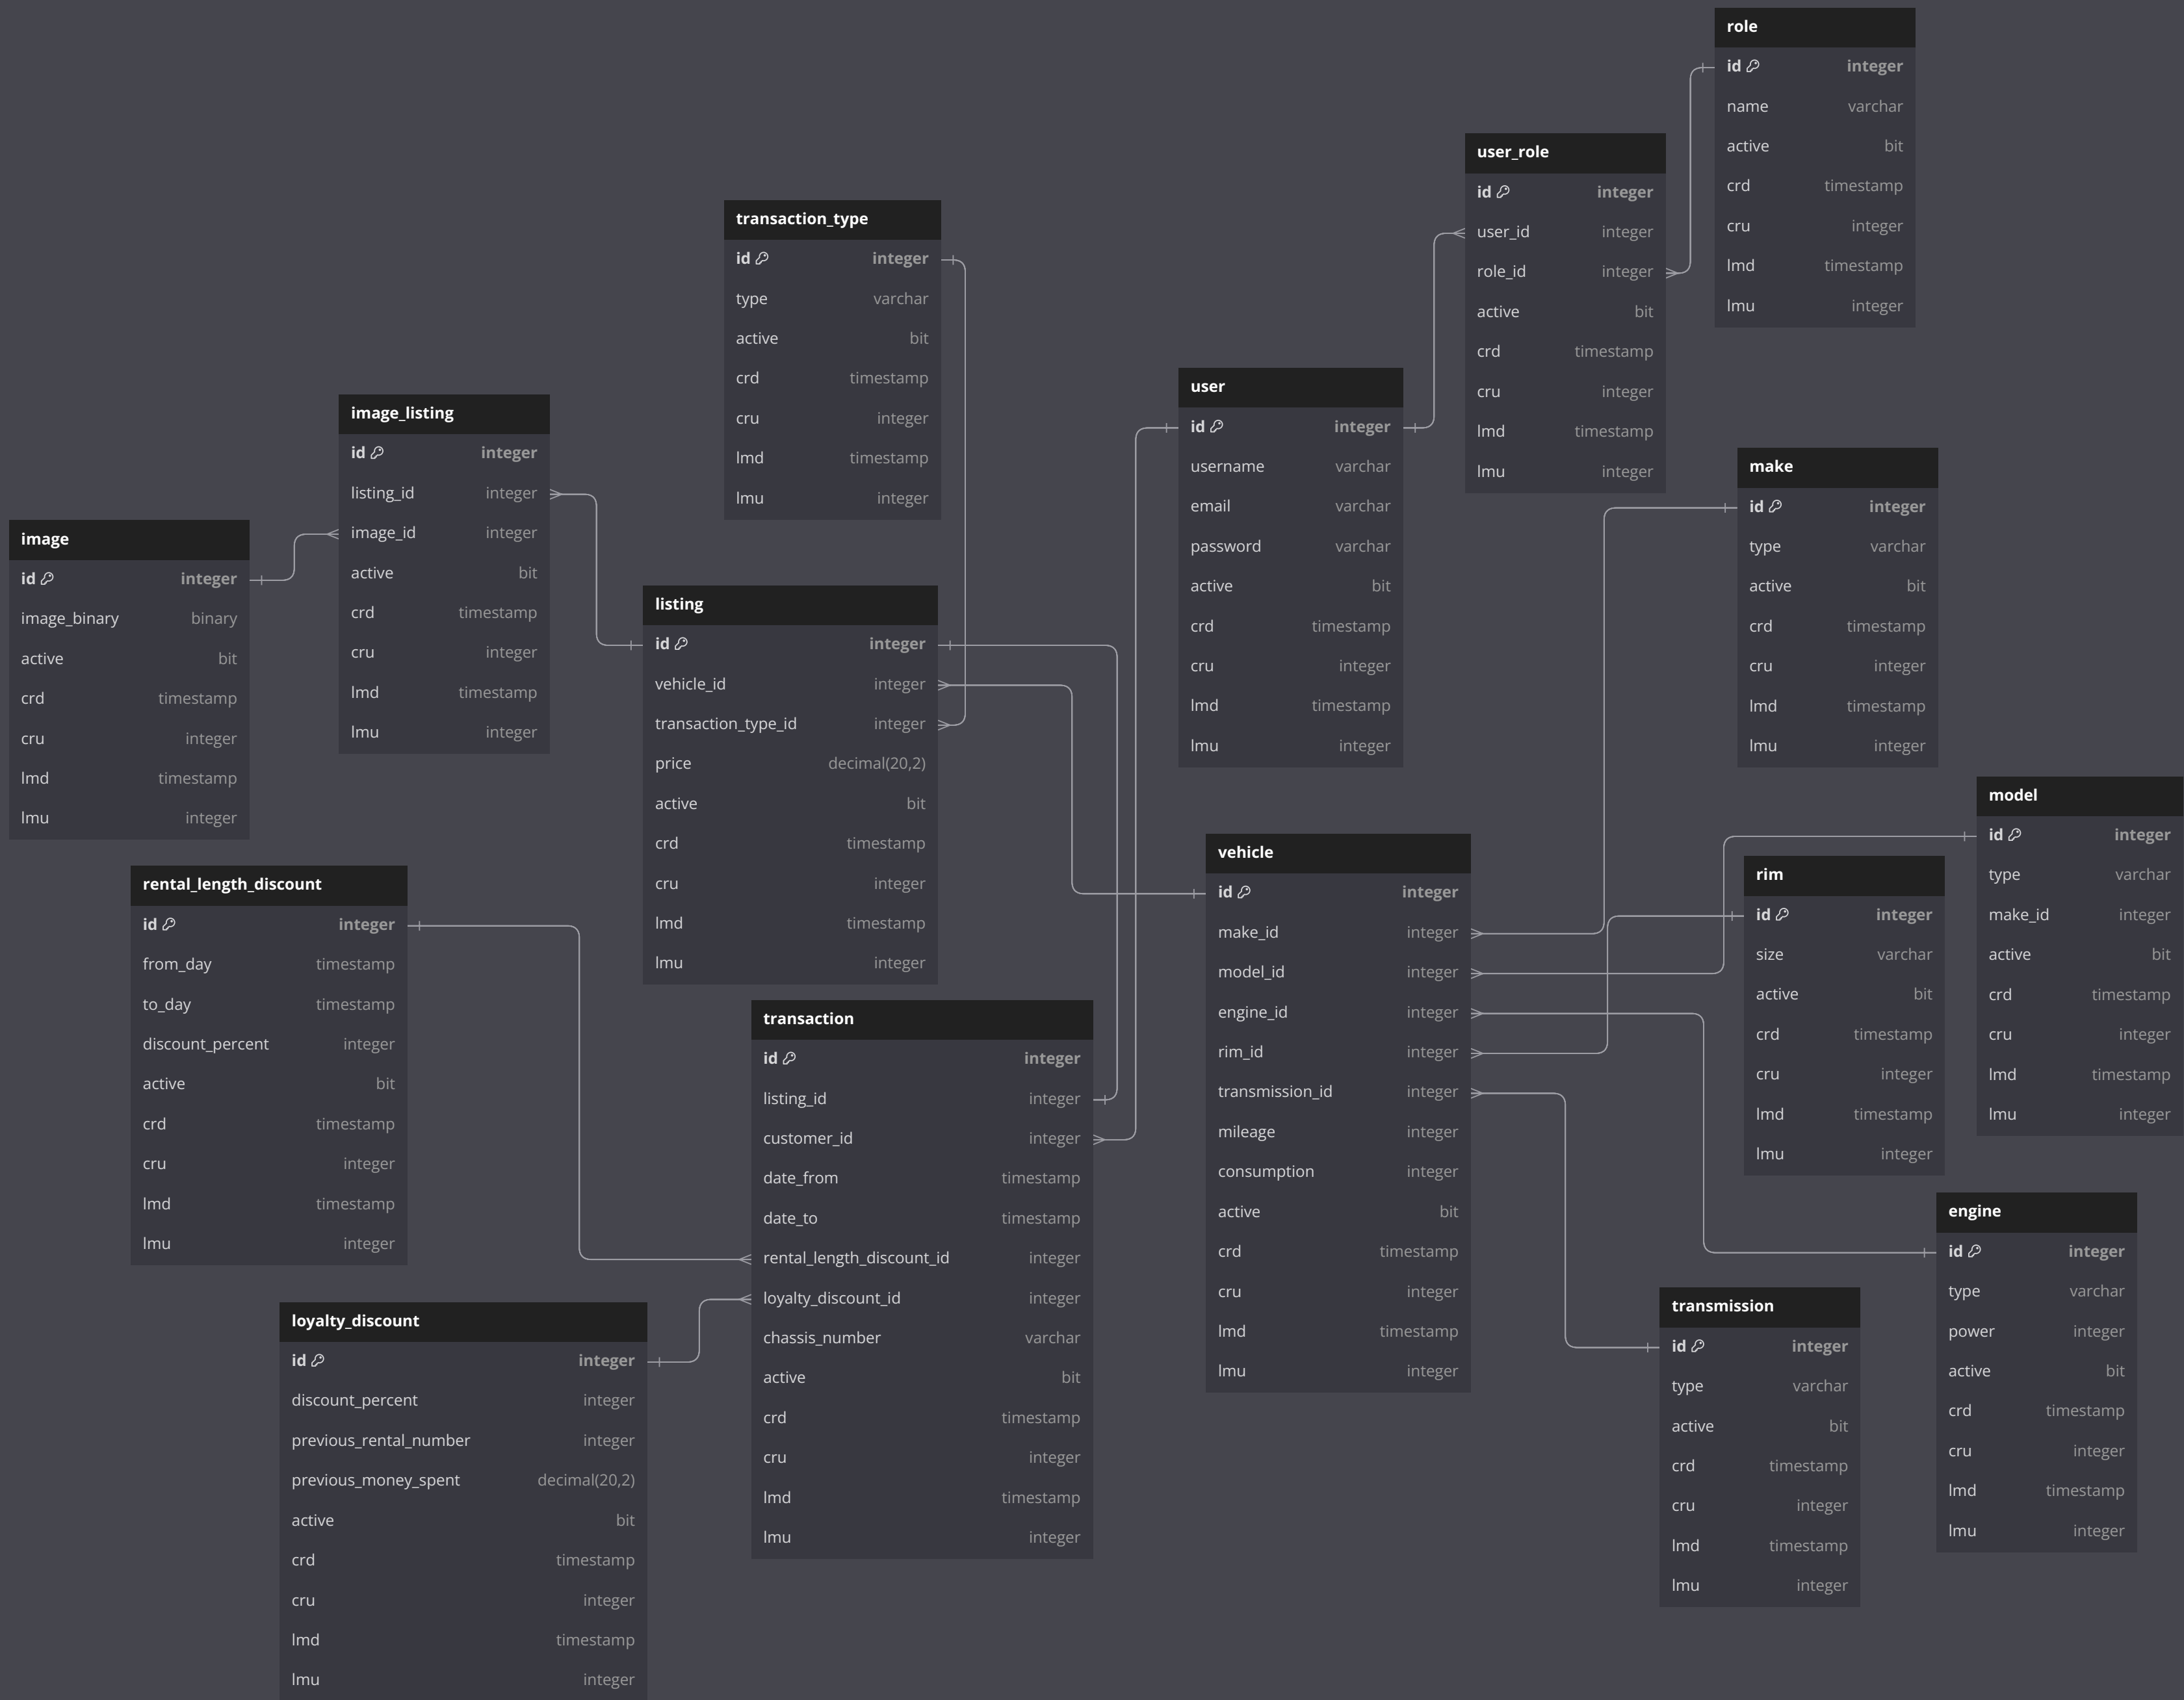 role
id integer
name varchar
active bit
crd timestamp
cru integer
lmd timestamp
lmu integer
user_role
id integer
user_id integer
role_id integer
active bit
crd timestamp
cru integer
lmd timestamp
lmu integer
transaction_type
id integer
type varchar
active bit
crd timestamp
cru integer
lmd timestamp
lmu integer
user
id integer
username varchar
email varchar
password varchar
active bit
crd timestamp
cru integer
lmd timestamp
lmu integer
image_listing
id integer
listing_id integer
image_id integer
active bit
crd timestamp
cru integer
lmd timestamp
lmu integer
make
id integer
type varchar
active bit
crd timestamp
cru integer
lmd timestamp
lmu integer
image
id integer
image_binary binary
active bit
crd timestamp
cru integer
lmd timestamp
lmu integer
listing
id integer
vehicle_id integer
transaction_type_id integer
price decimal(20,2)
active bit
crd timestamp
cru integer
lmd timestamp
lmu integer
model
id integer
type varchar
make_id integer
active bit
crd timestamp
cru integer
lmd timestamp
lmu integer
vehicle
id integer
make_id integer
model_id integer
engine_id integer
rim_id integer
transmission_id integer
mileage integer
consumption integer
active bit
crd timestamp
cru integer
lmd timestamp
lmu integer
rim
id integer
size varchar
active bit
crd timestamp
cru integer
lmd timestamp
lmu integer
rental_length_discount
id integer
from_day timestamp
to_day timestamp
discount_percent integer
active bit
crd timestamp
cru integer
lmd timestamp
lmu integer
transaction
id integer
listing_id integer
customer_id integer
date_from timestamp
date_to timestamp
rental_length_discount_id integer
loyalty_discount_id integer
chassis_number varchar
active bit
crd timestamp
cru integer
lmd timestamp
lmu integer
engine
id integer
type varchar
power integer
active bit
crd timestamp
cru integer
lmd timestamp
lmu integer
transmission
id integer
type varchar
active bit
crd timestamp
cru integer
lmd timestamp
lmu integer
loyalty_discount
id integer
discount_percent integer
previous_rental_number integer
previous_money_spent decimal(20,2)
active bit
crd timestamp
cru integer
lmd timestamp
lmu integer